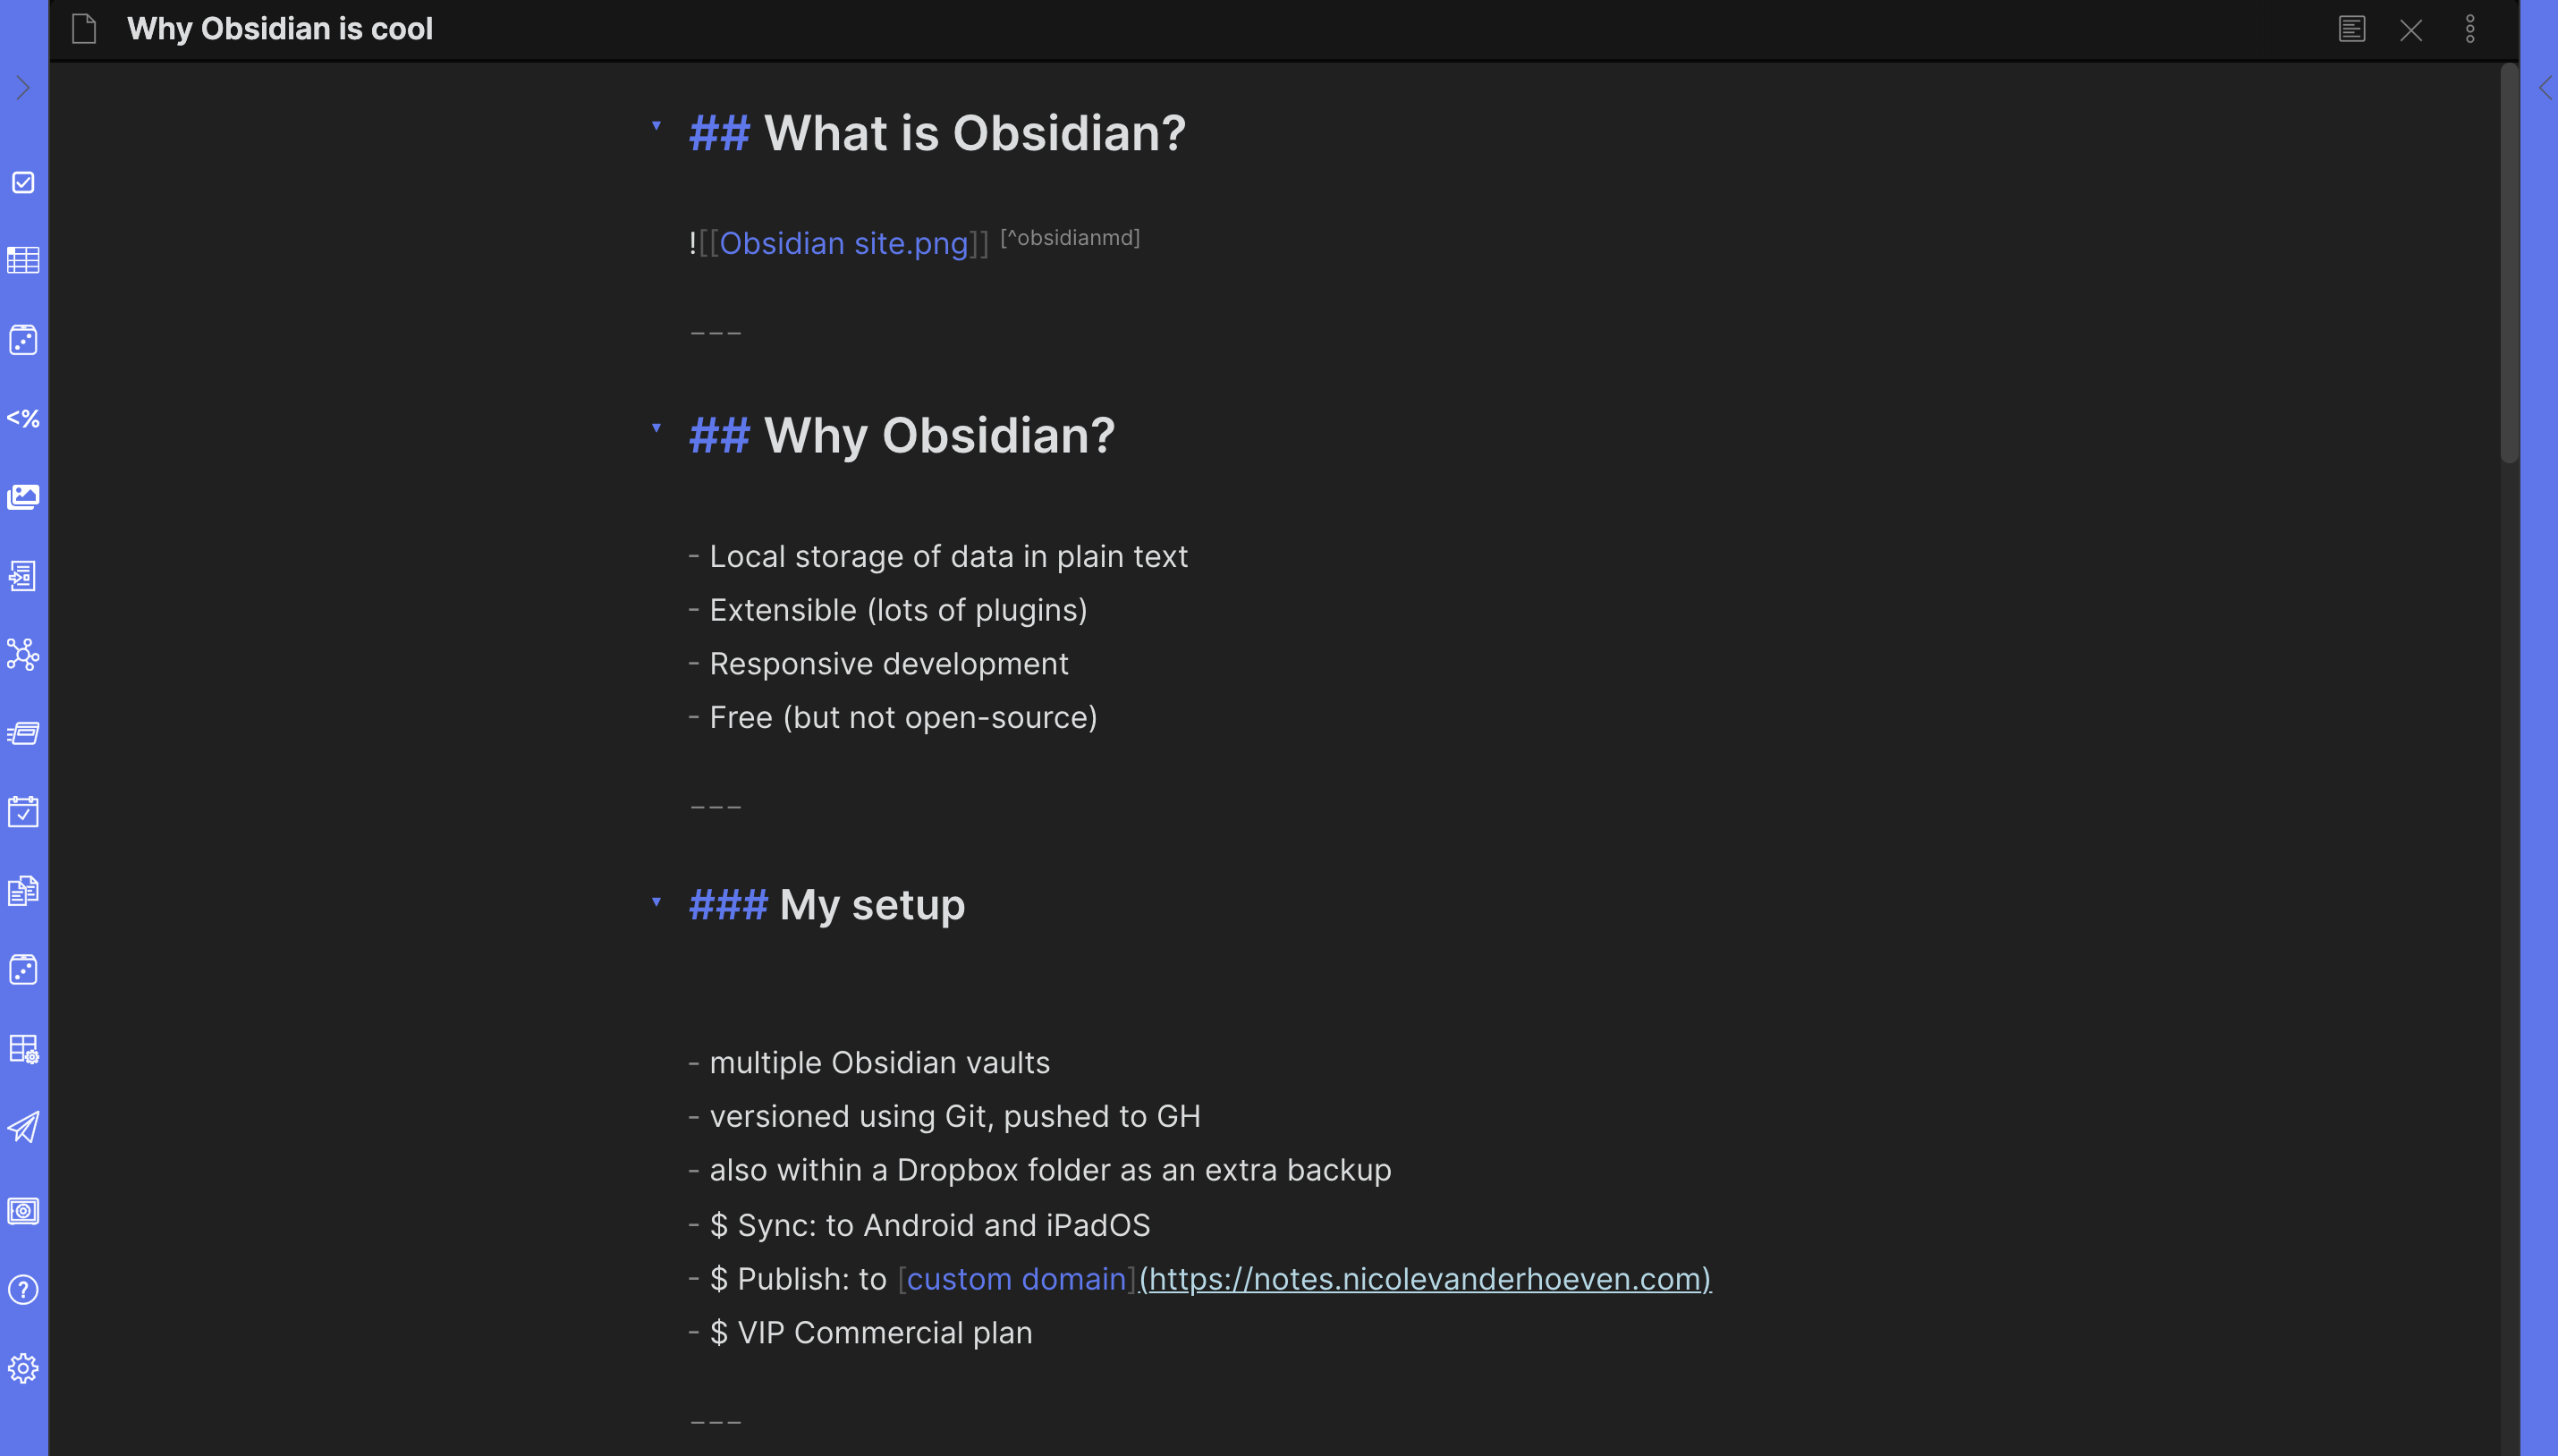 Why Obsidian is cool
## What is Obsidian?
![[Obsidian site.png]] [^obsidianmd]
---
## Why Obsidian?
- Local storage of data in plain text
- Extensible (lots of plugins)
- Responsive development
- Free (but not open-source)
---
### My setup
- multiple Obsidian vaults
- versioned using Git, pushed to GH
- also within a Dropbox folder as an extra backup
- $ Sync: to Android and iPadOS
- $ Publish: to [custom domain](https://notes.nicolevanderhoeven.com)
- $ VIP Commercial plan
---
<%